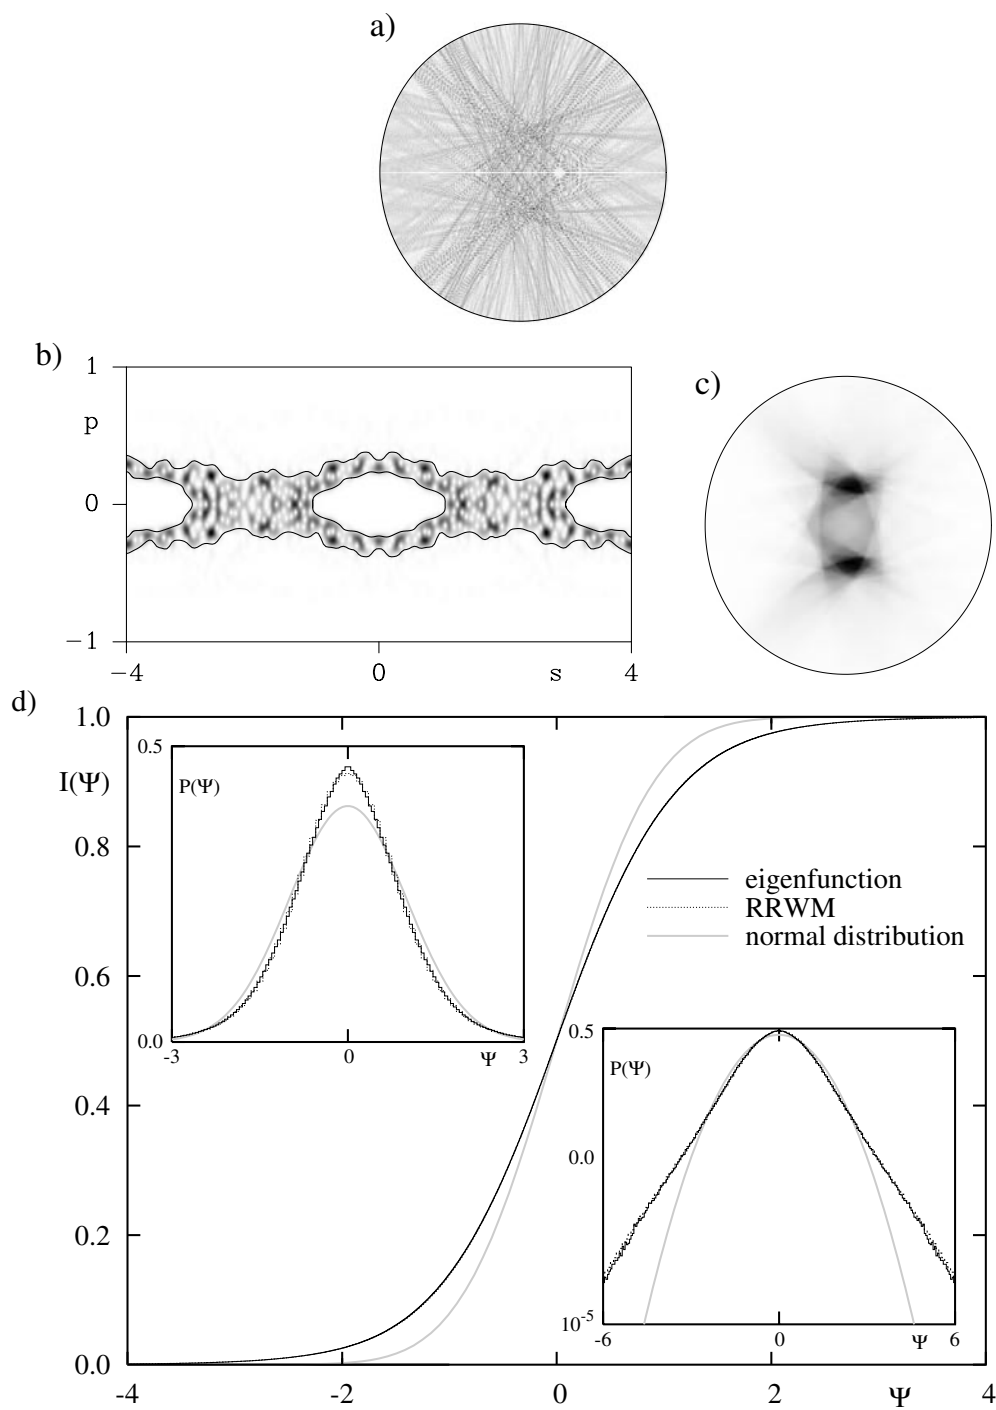 a)
b)
1
p
0
−1
−4
0
s
4
c)
d)
1.0
I(Ψ)
0.8
0.6
0.4
0.2
0.0
-4
-2
0
2
Ψ
4
0.5
P(Ψ)
0.0
-3
0
Ψ
3
eigenfunction
RRWM
normal distribution
0.5
P(Ψ)
0.0
10-5
-6
0
Ψ
6